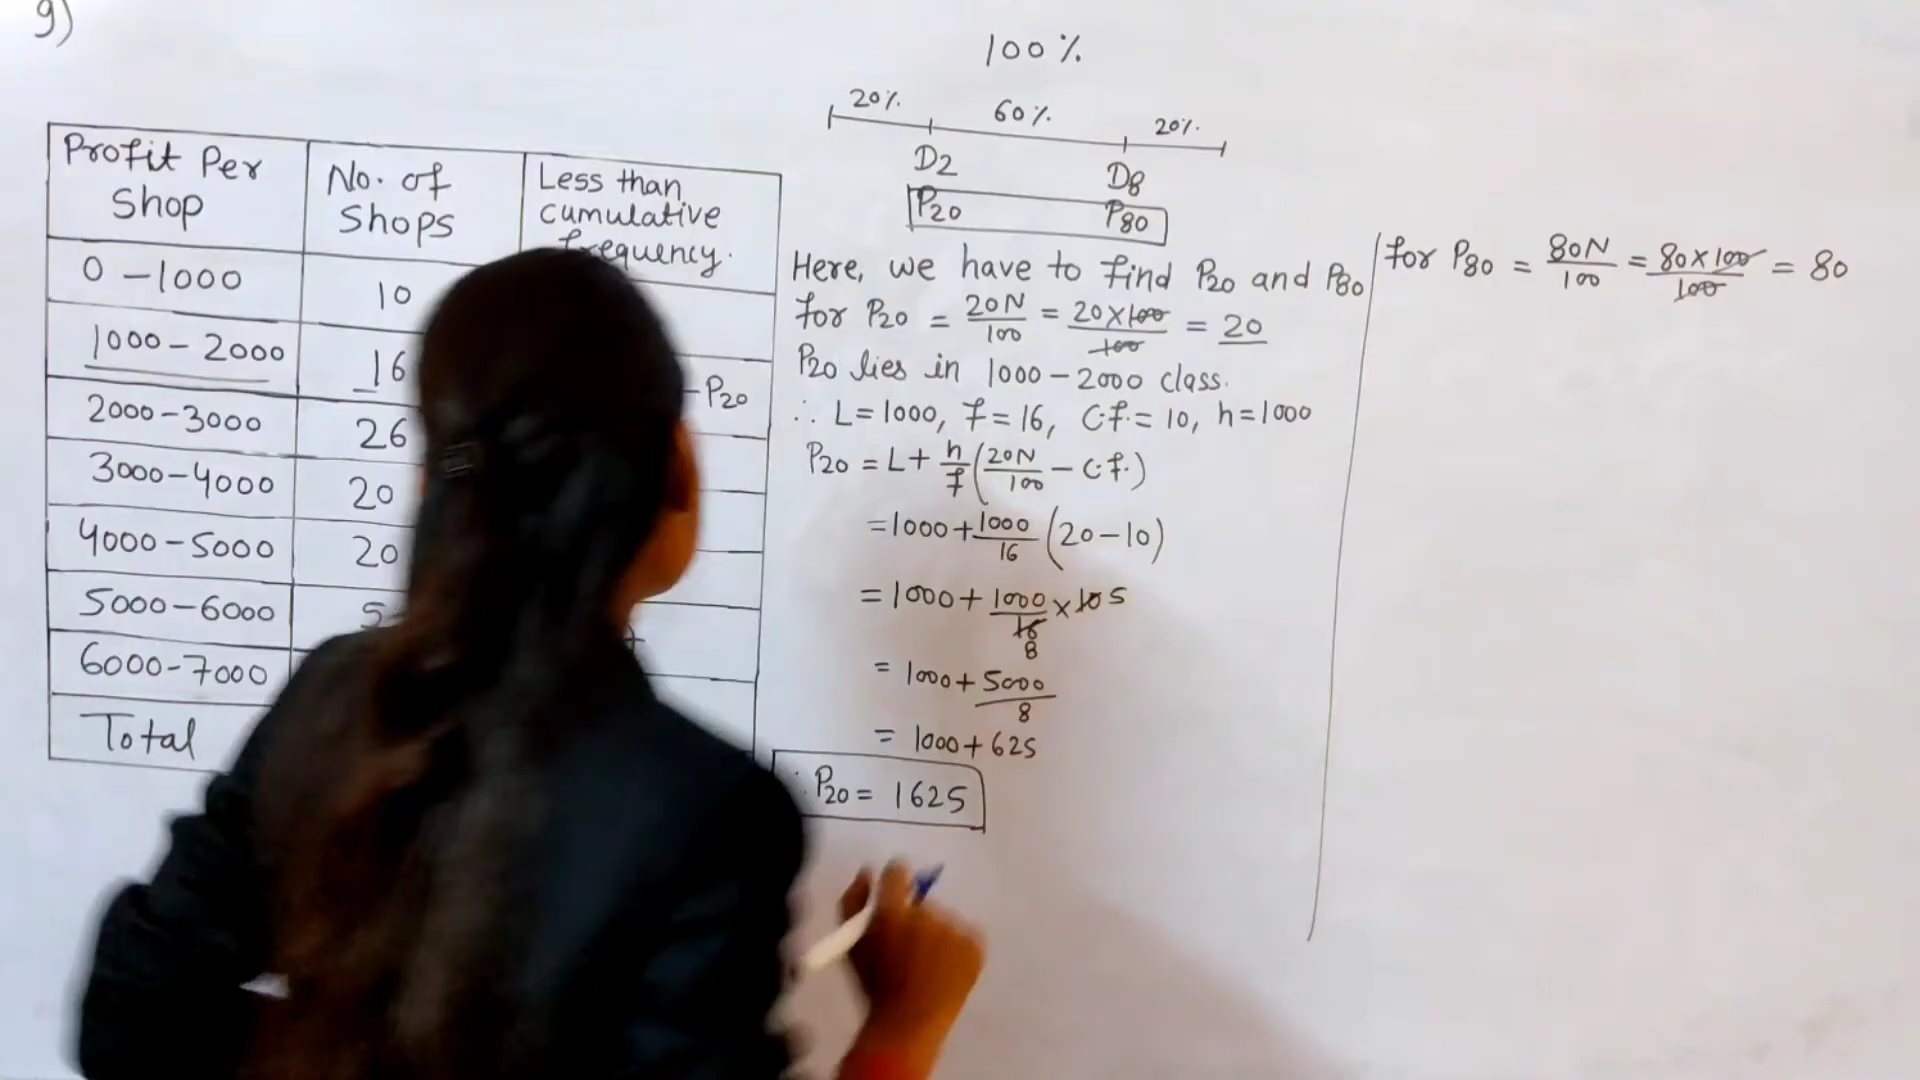 9)
100%
20%. 60%. 20%.
D2 D8
P20 P80
Profit Per Shop
No. of Shops
Less than cumulative frequency.
0 - 1000 10
1000 - 2000 16 -P20
2000-3000 26
3000-4000 20
4000-5000 20
5000-6000 5
6000-7000
Total
Here, we have to find P20 and P80
for P20 = 20N/100 = 20×100/100 = 20
P20 lies in 1000-2000 class.
∴ L=1000, f=16, C.f.=10, h=1000
P20 = L + h/f (20N/100 - C.f.)
= 1000 + 1000/16 (20-10)
= 1000 + 1000/16 × 10 5
8
= 1000 + 5000/8
= 1000 + 625
∴ P20 = 1625
for P80 = 80N/100 = 80×100/100 = 80